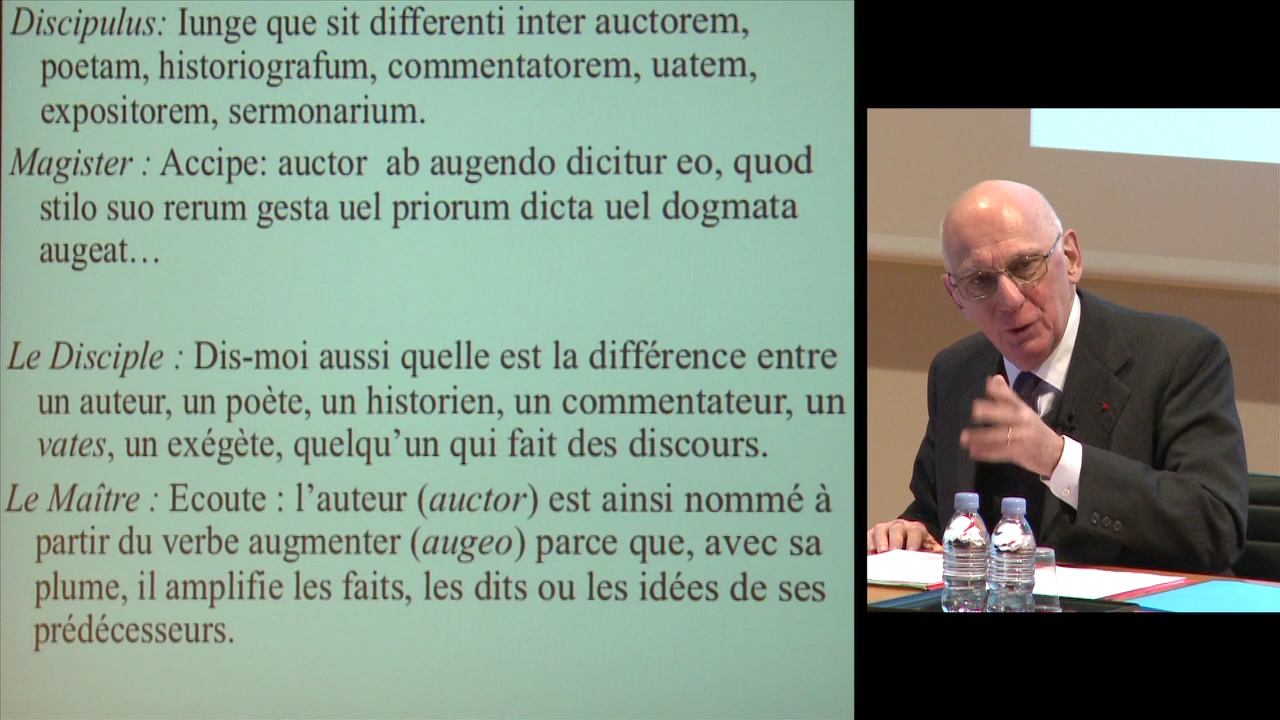 Discipulus: Iunge que sit differenti inter auctorem,
poetam, historiografum, commentatorem, uatem,
expositorem, sermonarium.
Magister : Accipe: auctor ab augendo dicitur eo, quod
stilo suo rerum gesta uel priorum dicta uel dogmata
augeat…
Le Disciple : Dis-moi aussi quelle est la différence entre
un auteur, un poète, un historien, un commentateur, un
vates, un exégète, quelqu’un qui fait des discours.
Le Maître : Ecoute : l’auteur (auctor) est ainsi nommé à
partir du verbe augmenter (augeo) parce que, avec sa
plume, il amplifie les faits, les dits ou les idées de ses
prédécesseurs.